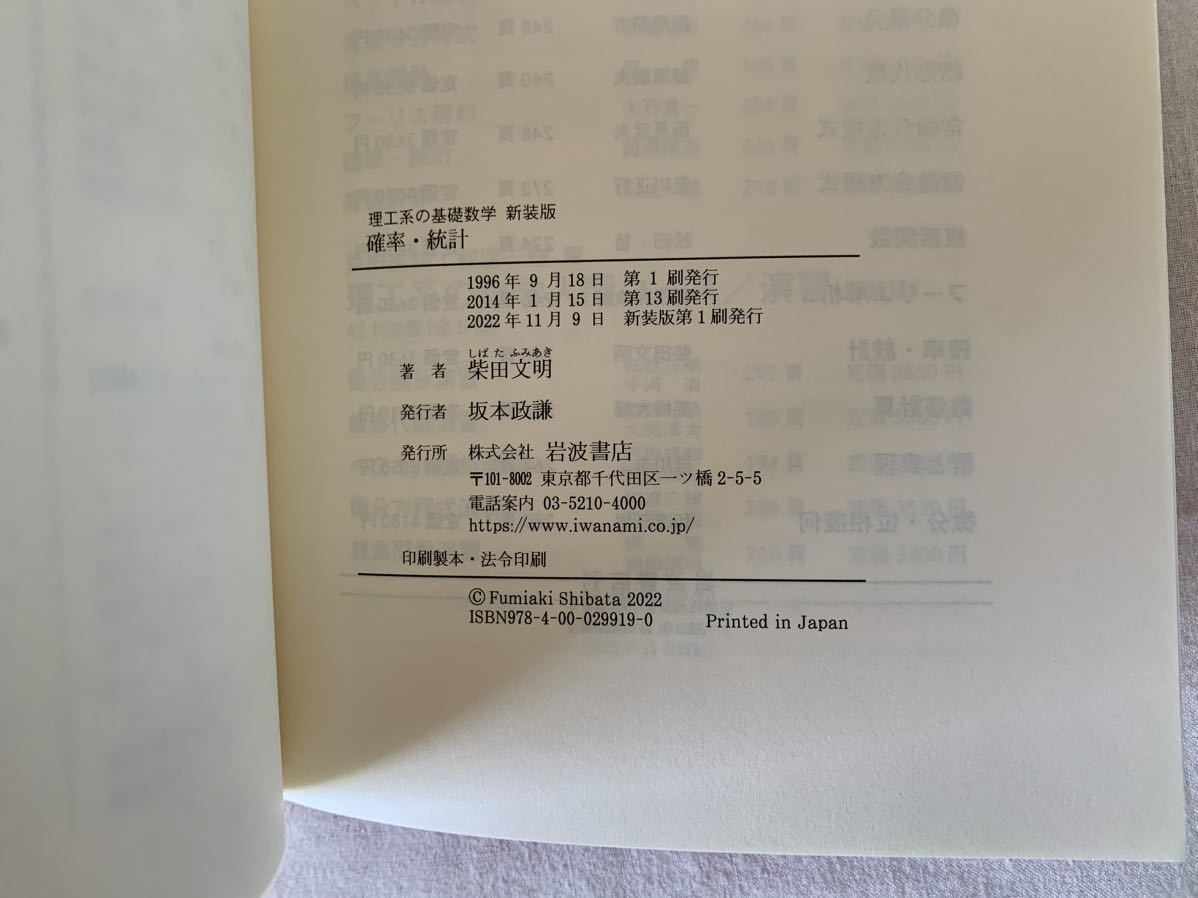 理工系の基礎数学 新装版
確率・統計
1996年 9 月18日 第 1 刷発行
2014年 1 月15日 第13刷発行
2022年11月 9 日 新装版第1刷発行
しば た ふみあき
著 者 柴田文明
発行者 坂本政謙
発行所 株式会社 岩波書店
〒101-8002 東京都千代田区一ツ橋2-5-5
電話案内 03-5210-4000
https://www.iwanami.co.jp/
印刷製本・法令印刷
© Fumiaki Shibata 2022
ISBN978-4-00-029919-0 Printed in Japan